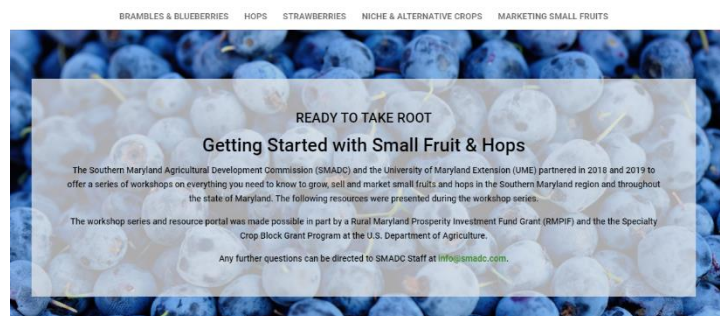 BRAMBLES & BLUEBERRIES HOPS STRAWBERRIES NICHE & ALTERNATIVE CROPS MARKETING SMALL FRUITS
READY TO TAKE ROOT
Getting Started with Small Fruit & Hops
The Southern Maryland Agricultural Development Commission (SMADC) and the University of Maryland Extension (UME) partnered in 2018 and 2019 to
offer a series of workshops on everything you need to know to grow, sell and market small fruits and hops in the Southern Maryland region and throughout
the state of Maryland. The following resources were presented during the workshop series.
The workshop series and resource portal was made possible in part by a Rural Maryland Prosperity Investment Fund Grant (RMPIF) and the the Specialty
Crop Block Grant Program at the U.S. Department of Agriculture.
Any further questions can be directed to SMADC Staff at info@smadc.com.